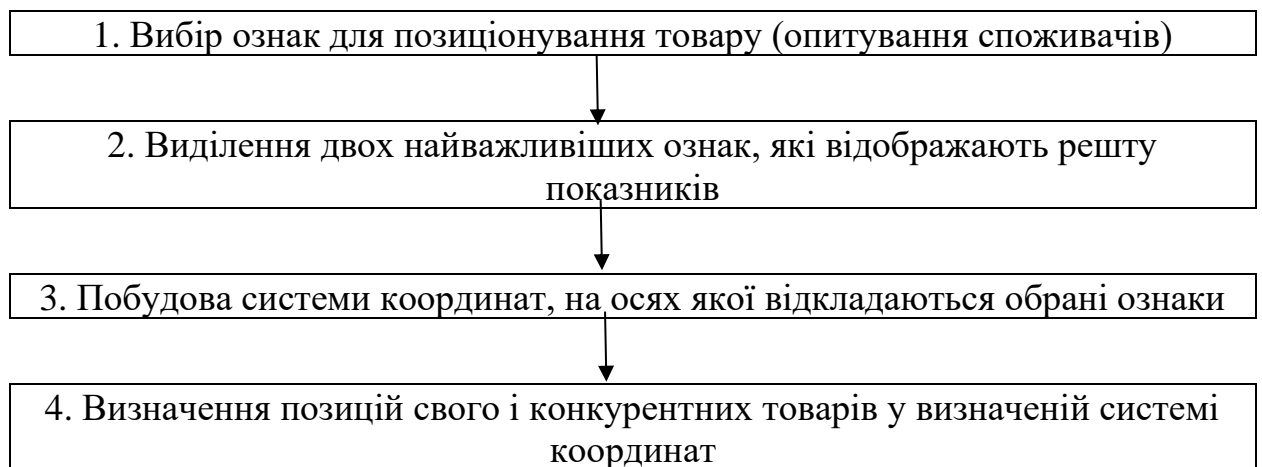 1. Вибір ознак для позиціонування товару (опитування споживачів)
2. Виділення двох найважливіших ознак, які відображають решту
показників
3. Побудова системи координат, на осях якої відкладаються обрані ознаки
4. Визначення позицій свого і конкурентних товарів у визначеній системі
координат